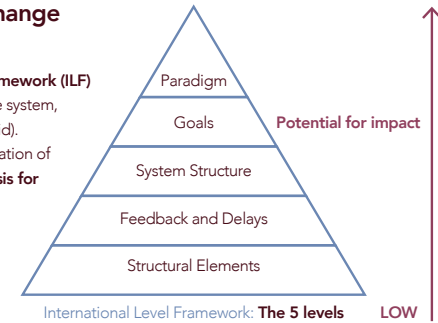 hange
mework (ILF)
e system,
id).
ation of
sis for
Paradigm
Goals
System Structure
Feedback and Delays
Structural Elements
Potential for impact
International Level Framework: The 5 levels
LOW